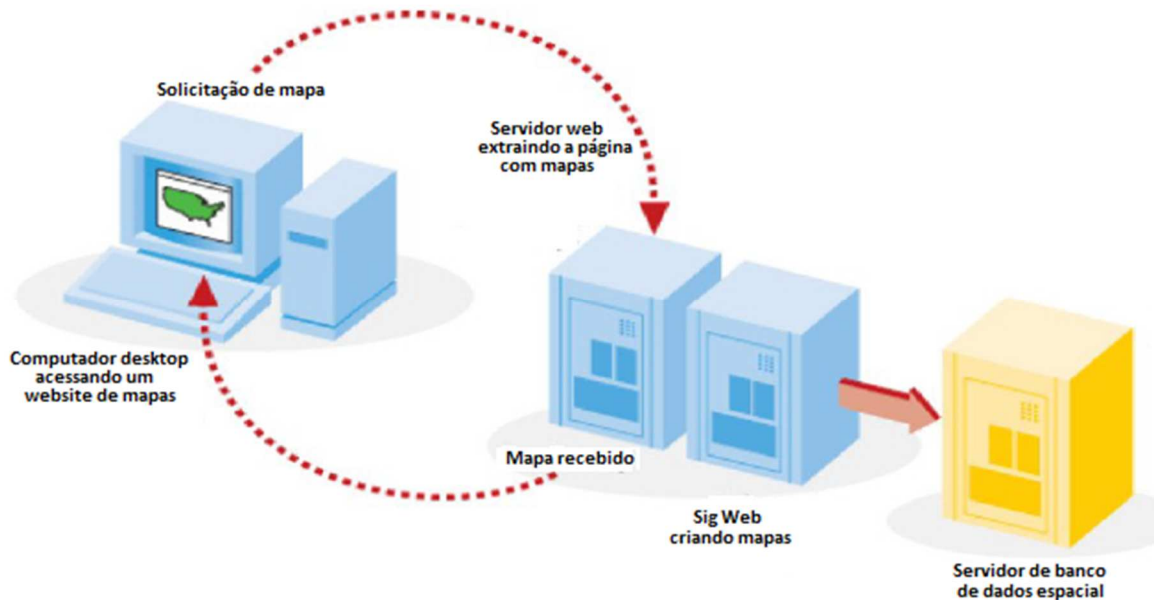 Solicitação de mapa
Servidor web
extraindo a página
com mapas
Computador desktop
acessando um
website de mapas
Mapa recebido
Sig Web
criando mapas
Servidor de banco
de dados espacial